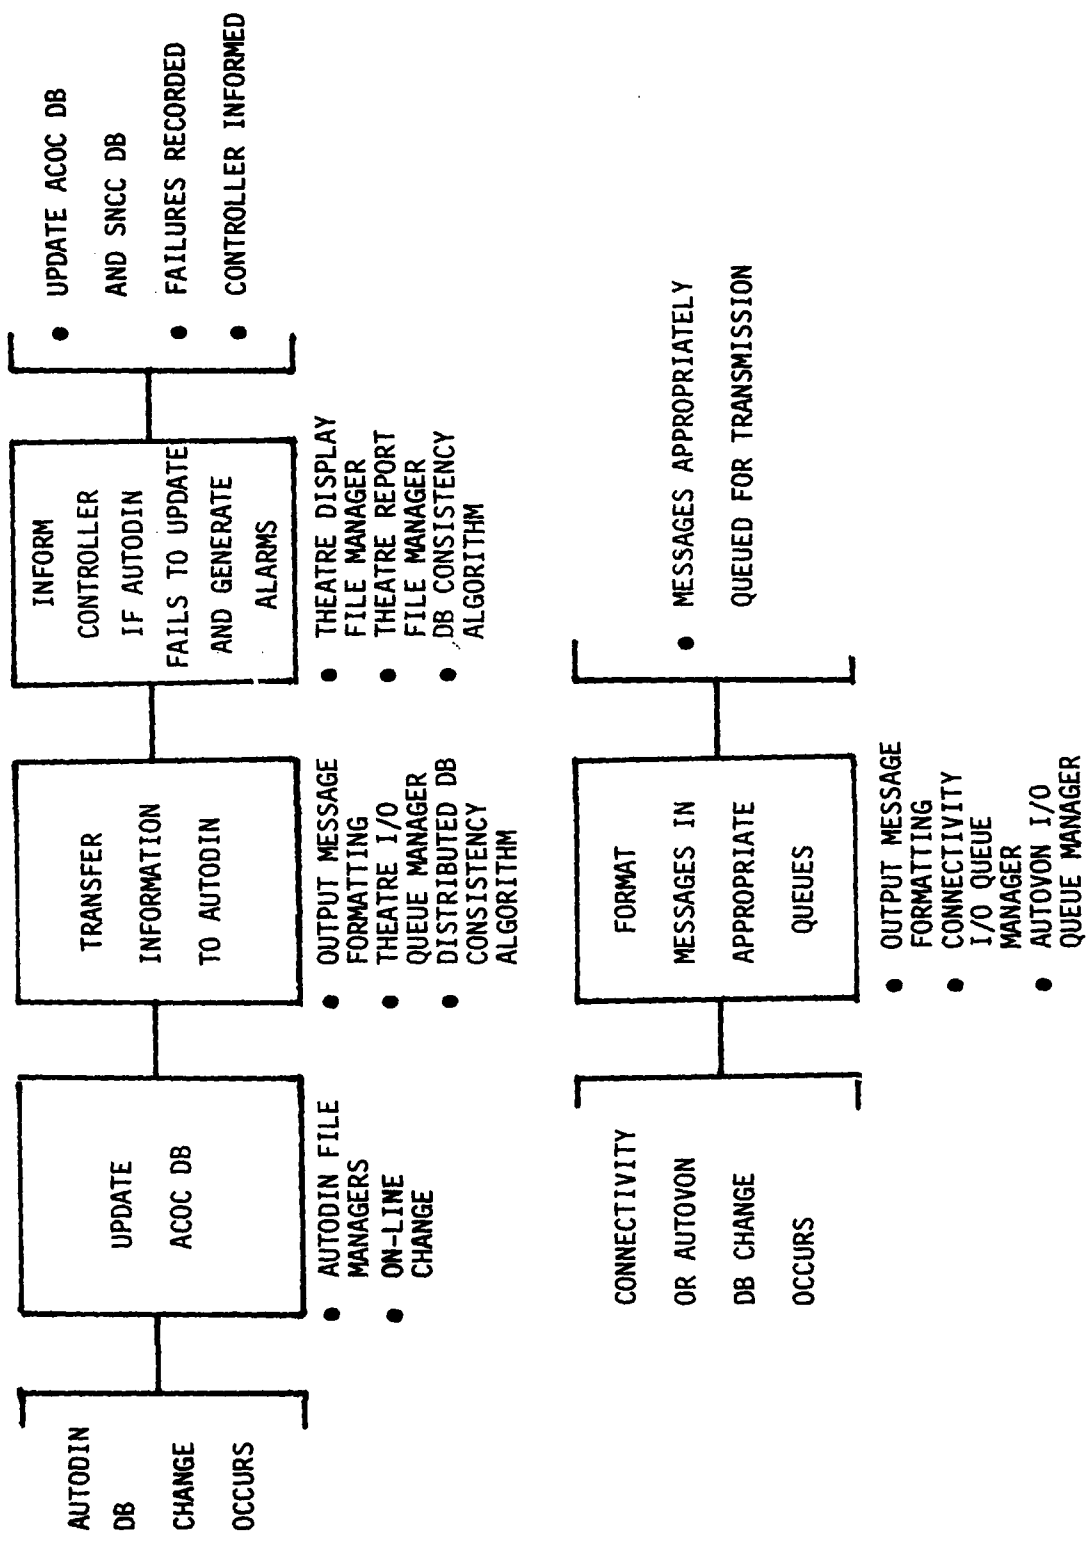 AUTODIN
DB
CHANGE
OCCURS
UPDATE
ACOC DB
● AUTODIN FILE
MANAGERS
● ON-LINE
CHANGE
TRANSFER
INFORMATION
TO AUTODIN
● OUTPUT MESSAGE
FORMATTING
● THEATRE I/O
QUEUE MANAGER
● DISTRIBUTED DB
CONSISTENCY
ALGORITHM
INFORM
CONTROLLER
IF AUTODIN
FAILS TO UPDATE
AND GENERATE
ALARMS
● THEATRE DISPLAY
FILE MANAGER
● THEATRE REPORT
FILE MANAGER
● DB CONSISTENCY
ALGORITHM
● UPDATE ACOC DB
AND SNCC DB
● FAILURES RECORDED
● CONTROLLER INFORMED
CONNECTIVITY
OR AUTOVON
DB CHANGE
OCCURS
FORMAT
MESSAGES IN
APPROPRIATE
QUEUES
● OUTPUT MESSAGE
FORMATTING
● CONNECTIVITY
I/O QUEUE
MANAGER
● AUTOVON I/O
QUEUE MANAGER
● MESSAGES APPROPRIATELY
QUEUED FOR TRANSMISSION